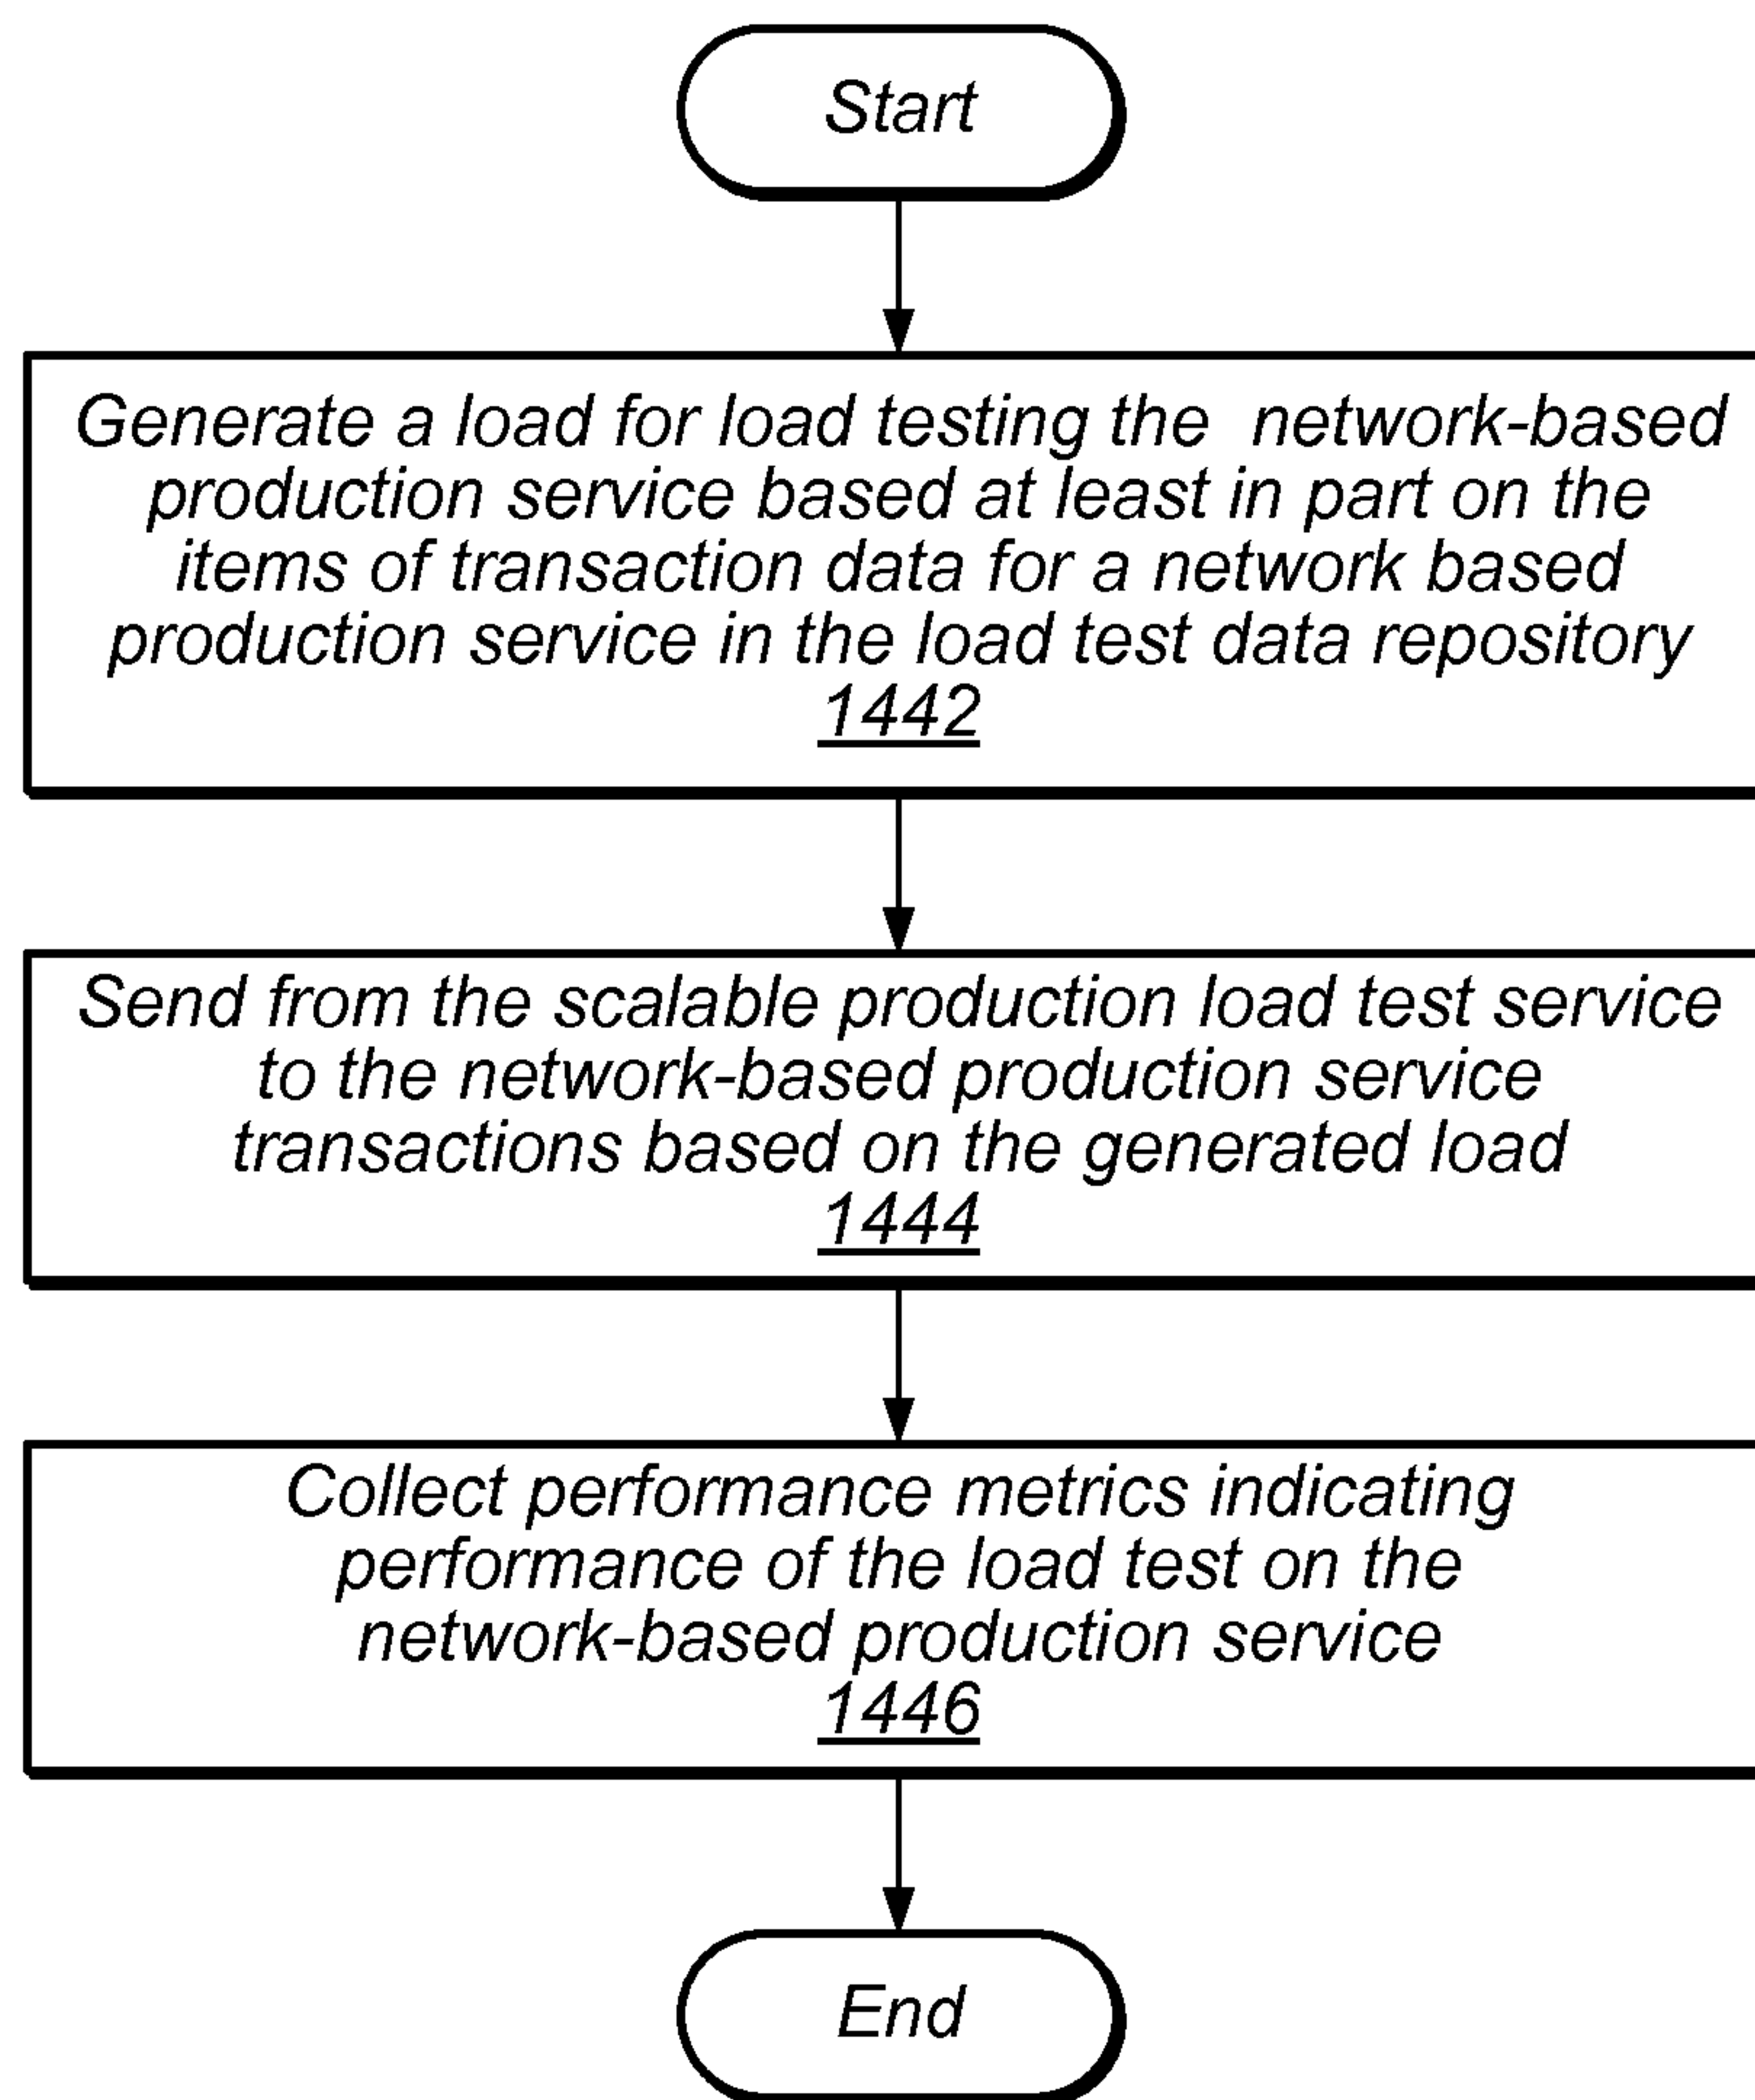 Start
Generate a load for load testing the network-based
production service based at least in part on the
items of transaction data for a network based
production service in the load test data repository
1442
Send from the scalable production load test service
to the network-based production service
transactions based on the generated load
1444
Collect performance metrics indicating
performance of the load test on the
network-based production service
1446
End